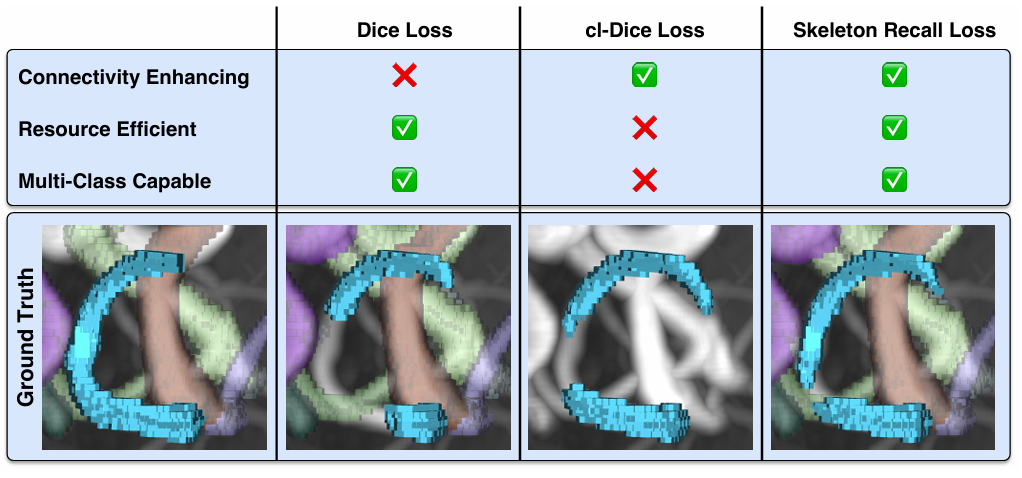 Dice Loss
cl-Dice Loss
Skeleton Recall Loss
Connectivity Enhancing
Resource Efficient
Multi-Class Capable
Ground Truth